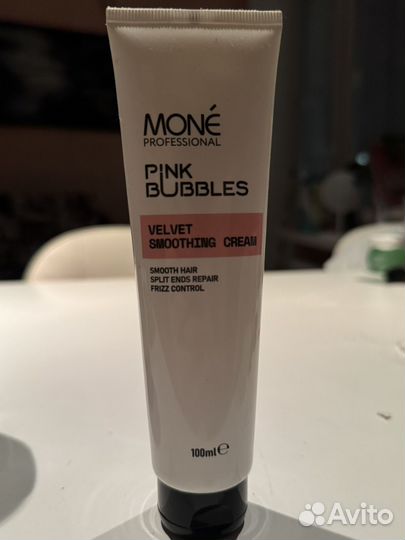 MONÉ
PROFESSIONAL
PINK
BUBBLES
VELVET
SMOOTHING CREAM
SMOOTH HAIR
SPLIT ENDS REPAIR
FRIZZ CONTROL
100ml℮
Avito